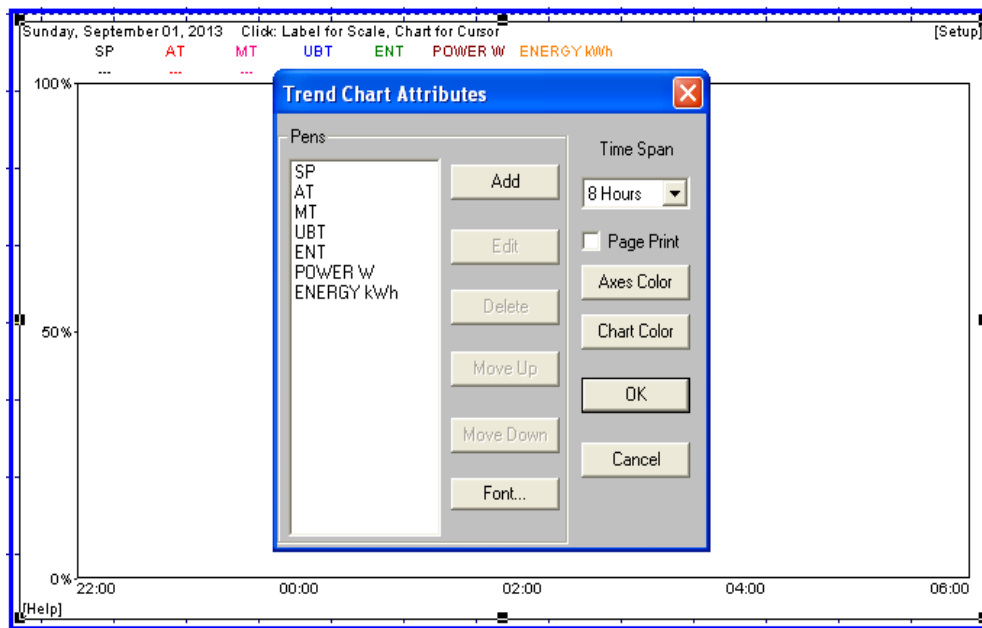 Sunday, September 01, 2013 Click: Label for Scale, Chart for Cursor [Setup]
SP AT MT UBT ENT POWER W ENERGY kWh
--- --- ---
100%
50%
0%
22:00 00:00 02:00 04:00 06:00
[Help]
Trend Chart Attributes
Pens
SP
AT
MT
UBT
ENT
POWER W
ENERGY kWh
Add
Edit
Delete
Move Up
Move Down
Font...
Time Span
8 Hours
Page Print
Axes Color
Chart Color
OK
Cancel